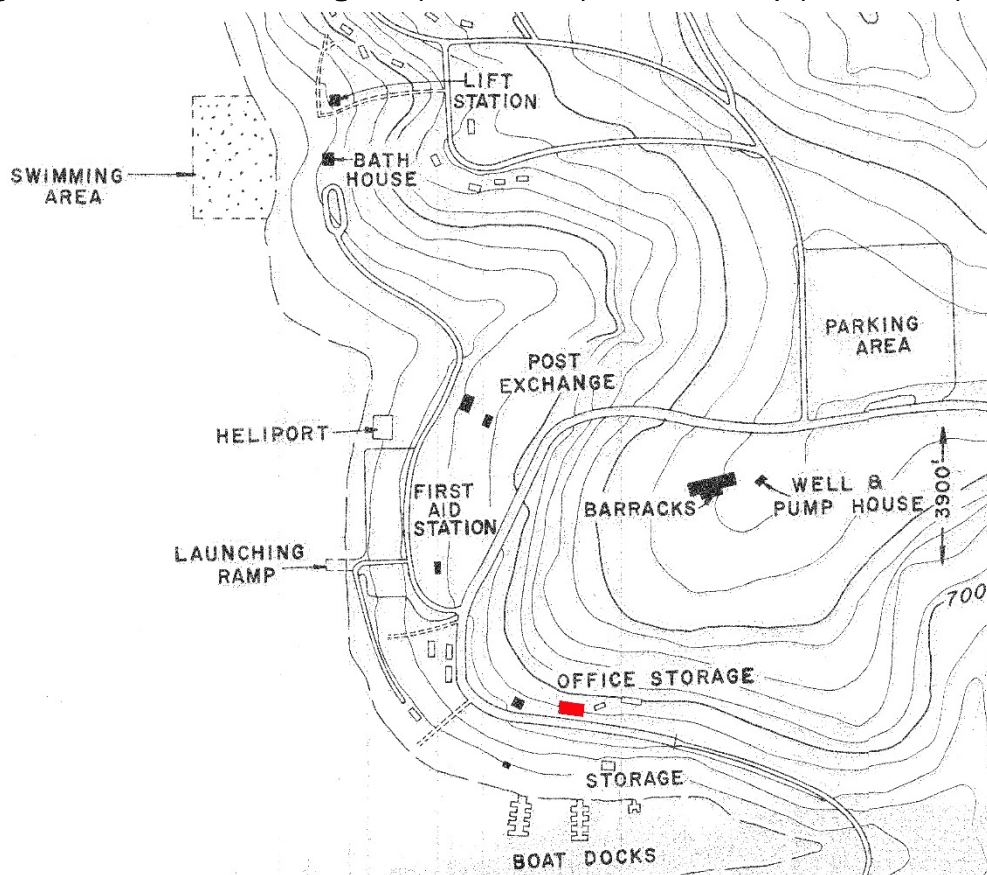 LIFT
STATION
BATH
HOUSE
SWIMMING
AREA
PARKING
AREA
POST
EXCHANGE
HELIPORT
FIRST
AID
STATION
BARRACKS
WELL &
PUMP HOUSE
3900'
LAUNCHING
RAMP
700
OFFICE STORAGE
STORAGE
BOAT DOCKS